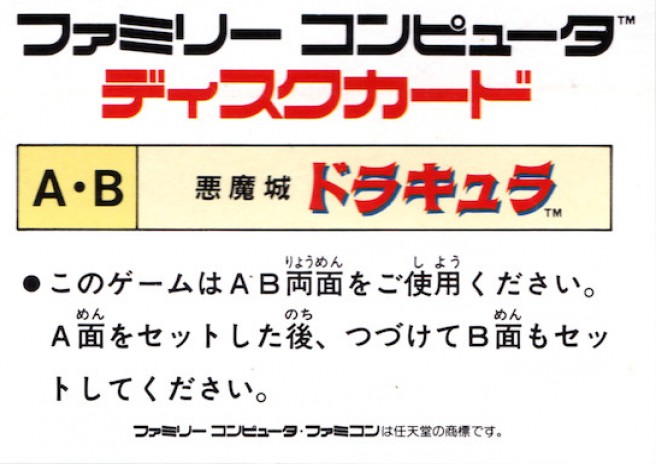 ファミリー コンピュータ™
ディスクカード
A・B 悪魔城 ドラキュラ™
りょうめん し よう
●このゲームはAB両面をご使用ください。
めん のち めん
A面をセットした後、つづけてB面もセッ
トしてください。
ファミリー コンピュータ・ファミコンは任天堂の商標です。